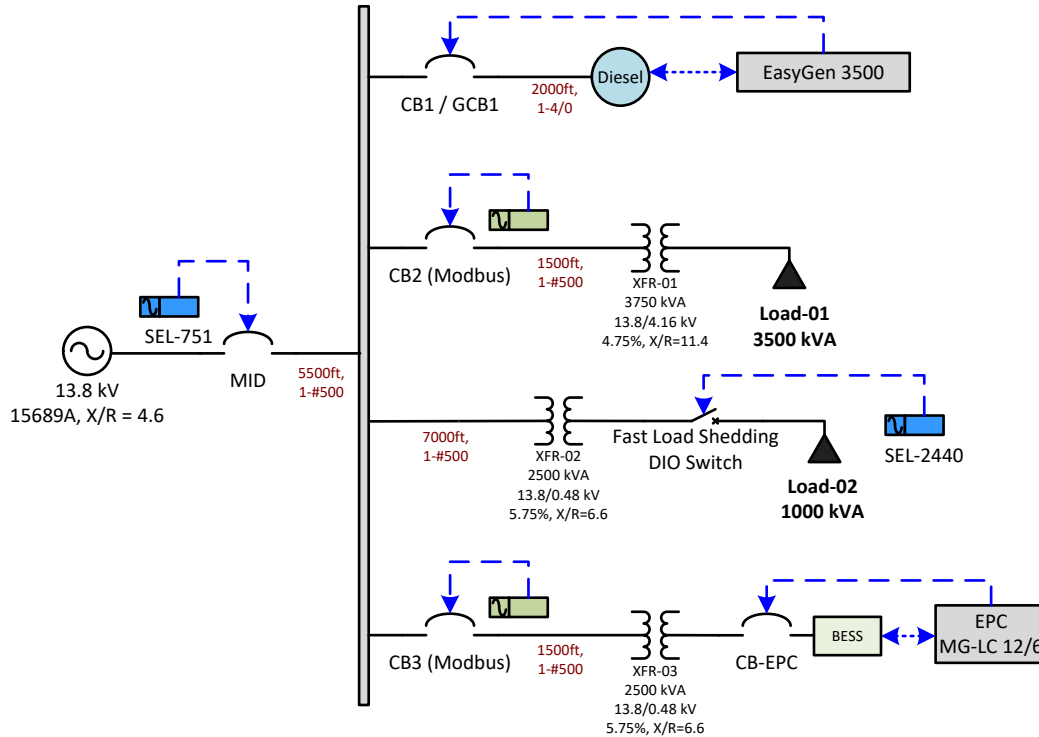 EasyGen 3500
Diesel
CB1 / GCB1
2000ft,
1-4/0
CB2 (Modbus)
1500ft,
1-#500
XFR-01
3750 kVA
13.8/4.16 kV
4.75%, X/R=11.4
Load-01
3500 kVA
SEL-751
MID
13.8 kV
15689A, X/R = 4.6
5500ft,
1-#500
7000ft,
1-#500
XFR-02
2500 kVA
13.8/0.48 kV
5.75%, X/R=6.6
Fast Load Shedding
DIO Switch
Load-02
1000 kVA
SEL-2440
CB3 (Modbus)
1500ft,
1-#500
XFR-03
2500 kVA
13.8/0.48 kV
5.75%, X/R=6.6
CB-EPC
BESS
EPC
MG-LC 12/6